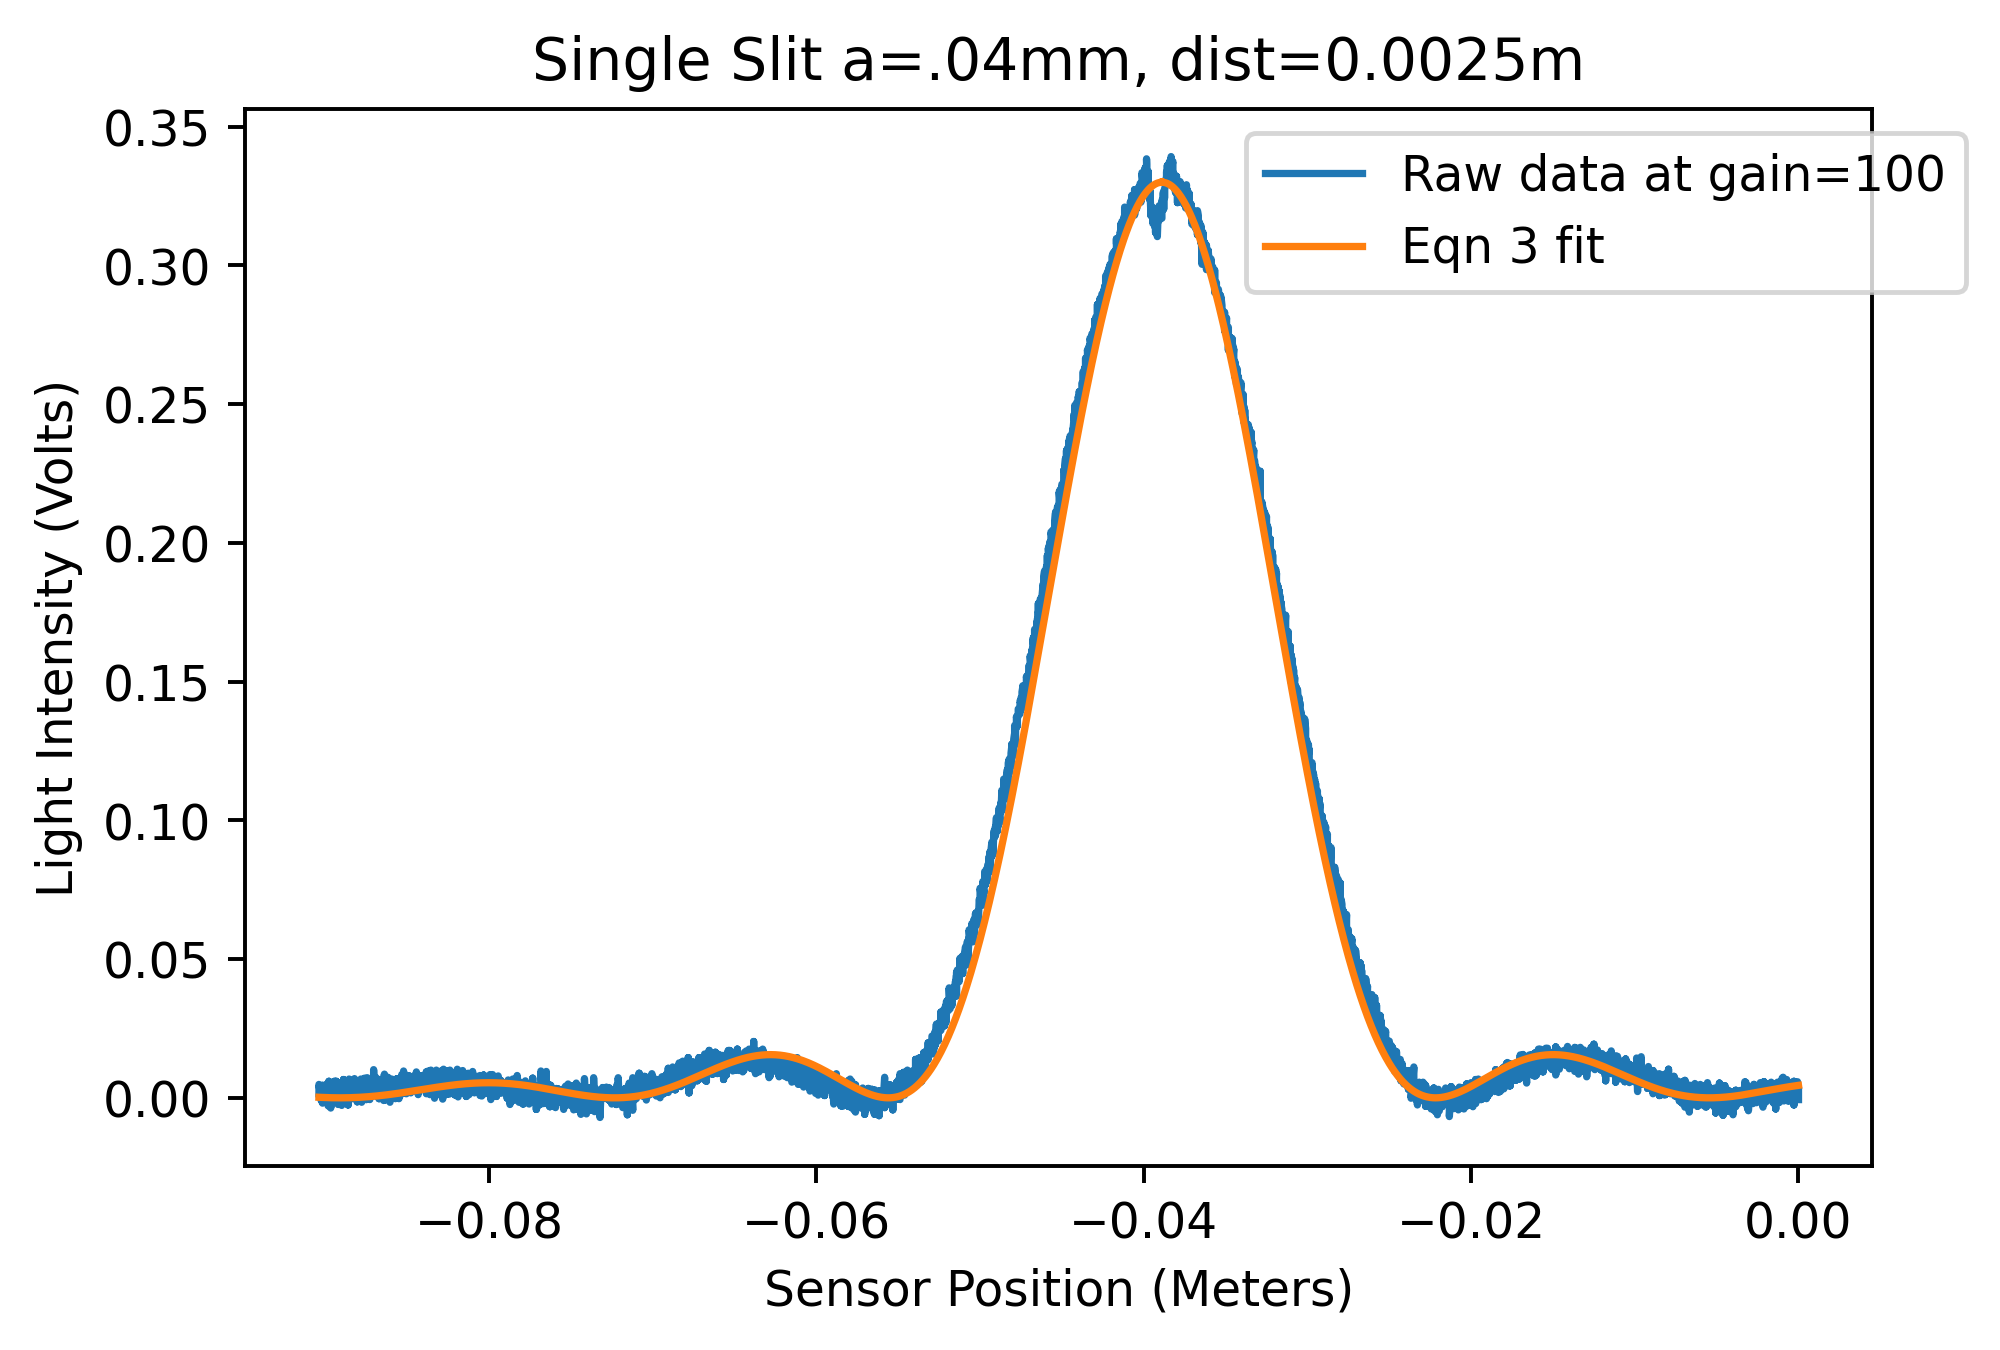 Single Slit a=.04mm, dist=0.0025m
0.35
0.30
0.25
0.20
0.15
0.10
0.05
0.00
Light Intensity (Volts)
Raw data at gain=100
Eqn 3 fit
−0.08
−0.06
−0.04
−0.02
0.00
Sensor Position (Meters)